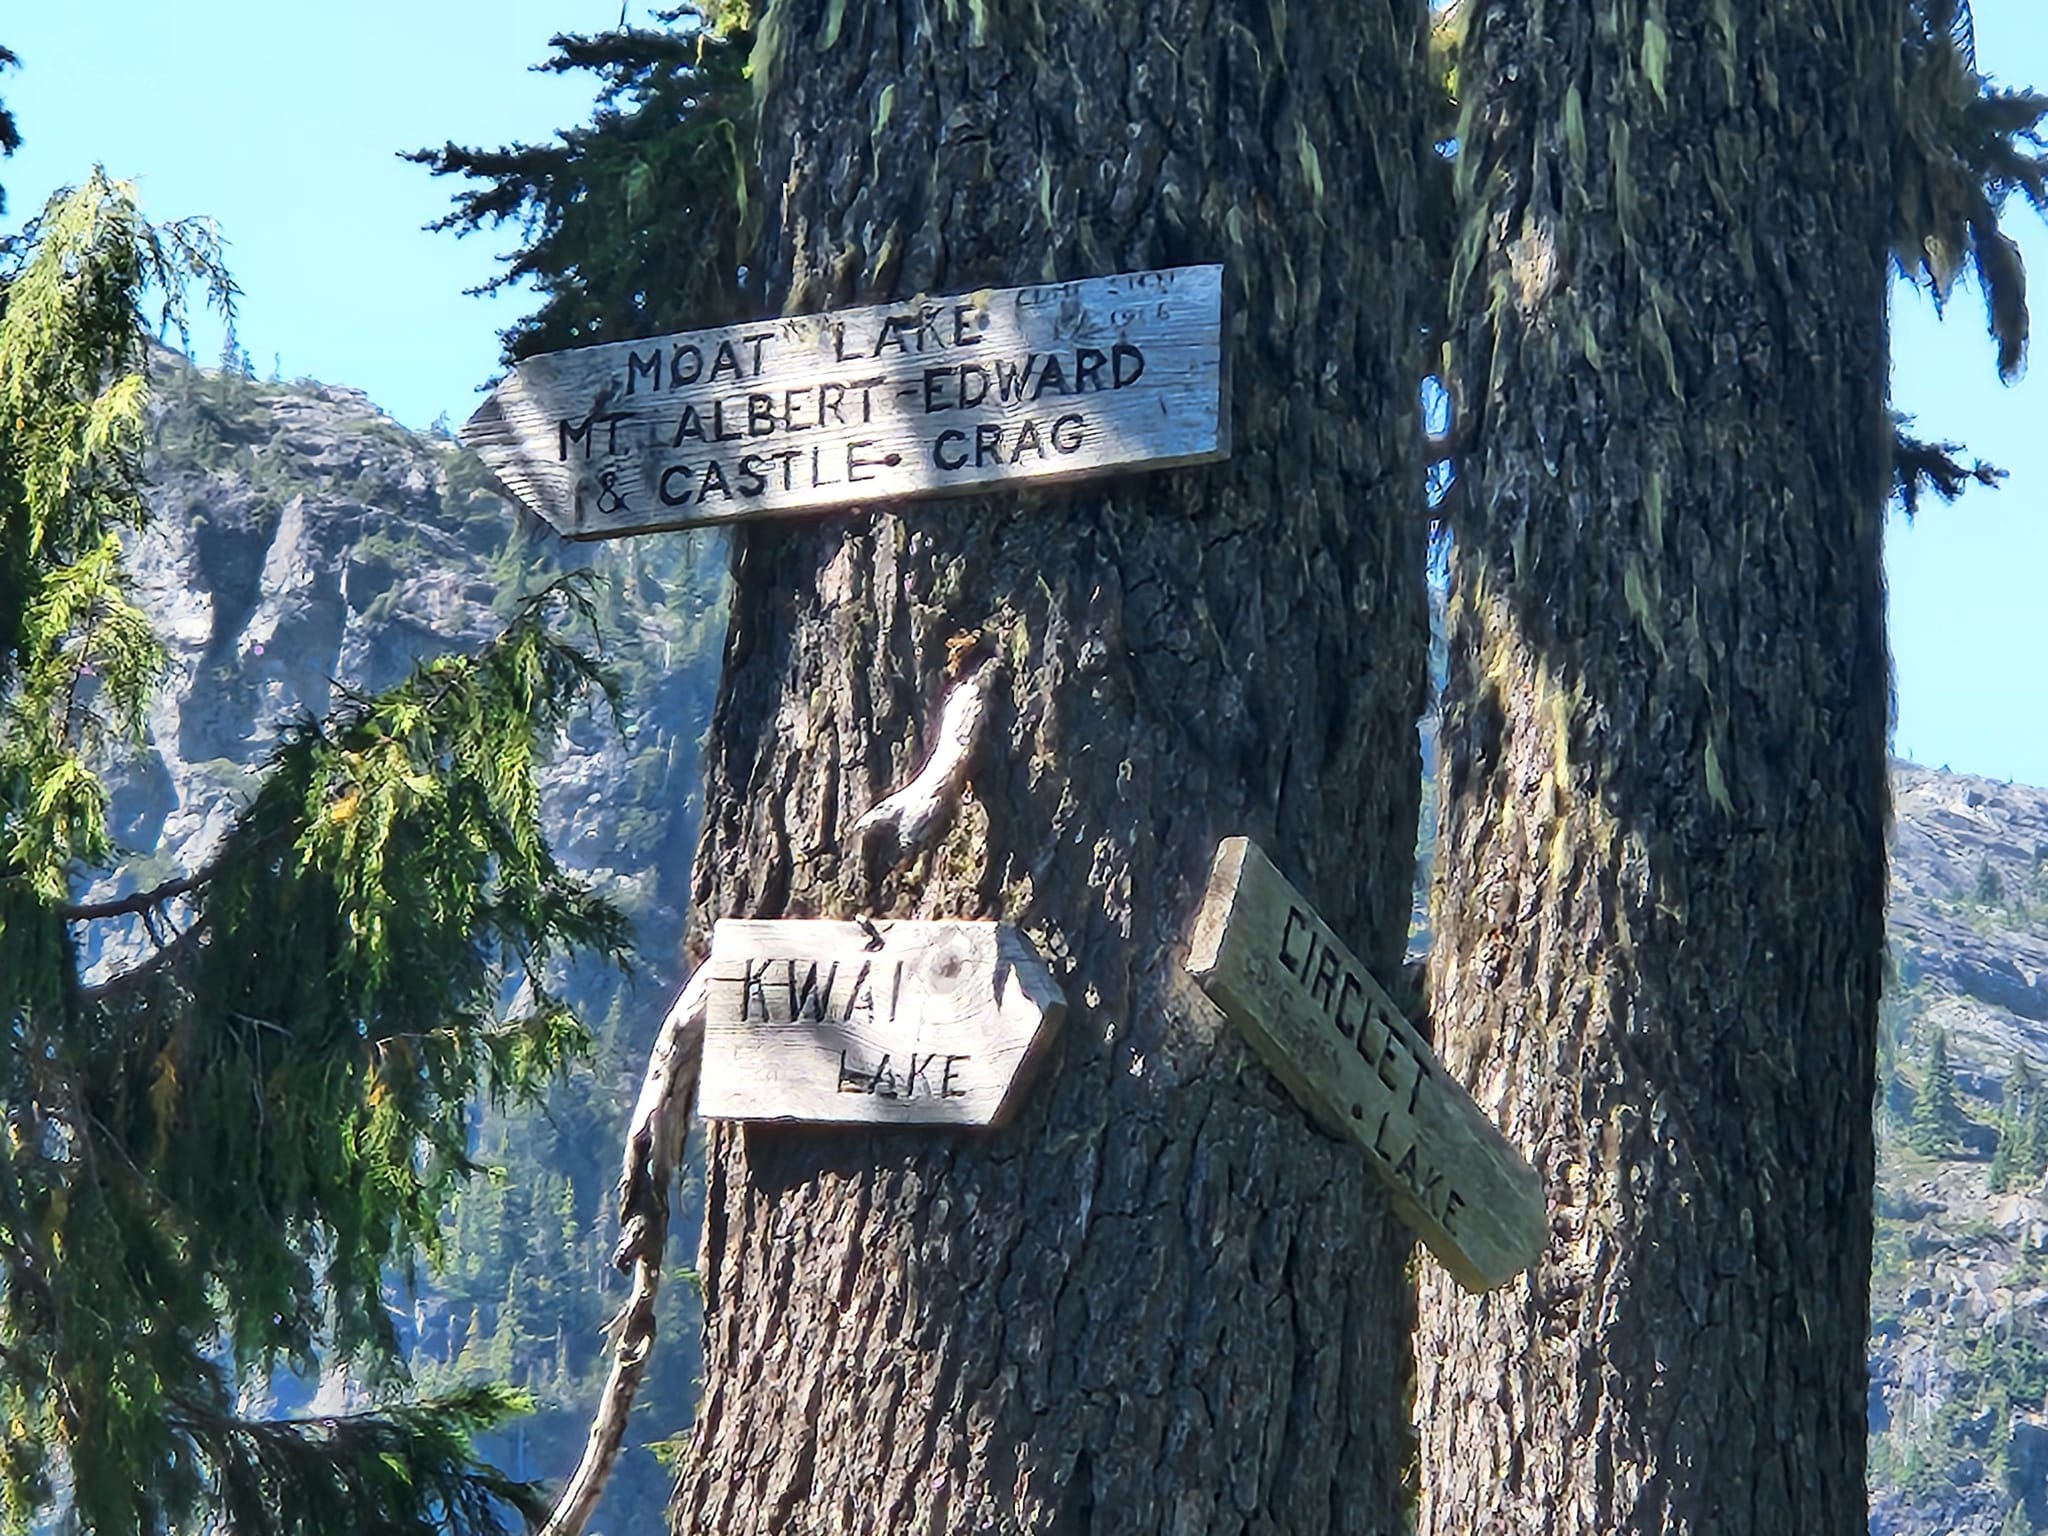 MOAT LAKE
MT. ALBERT-EDWARD
& CASTLE CRAG
KWAI
LAKE
CIRCLET
LAKE